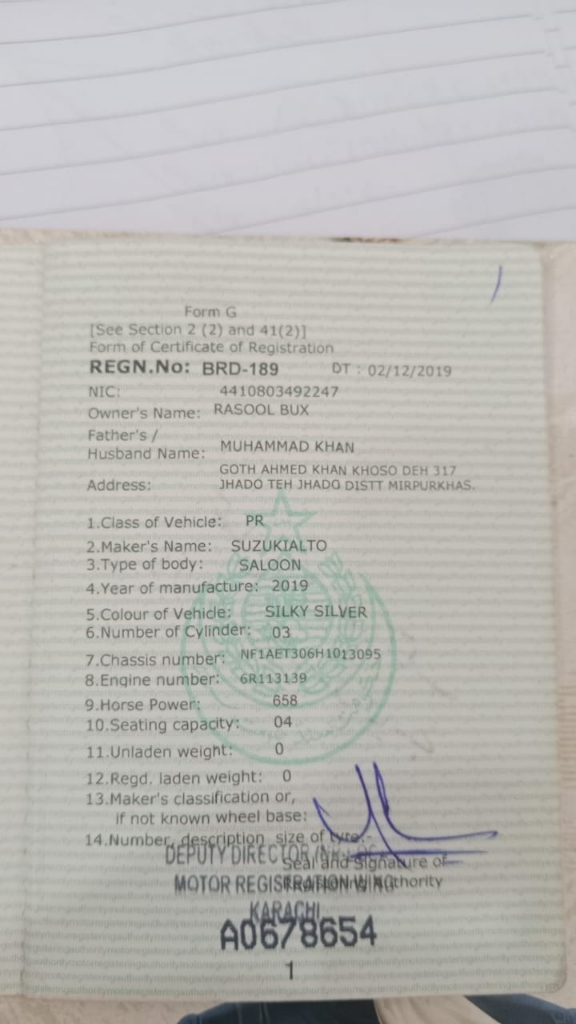 Form G
[See Section 2 (2) and 41(2)]
Form of Certificate of Registration
REGN.No: BRD-189 DT : 02/12/2019
NIC: 4410803492247
Owner's Name: RASOOL BUX
Father's /
Husband Name: MUHAMMAD KHAN
GOTH AHMED KHAN KHOSO DEH 317
Address: JHADO TEH JHADO DISTT MIRPURKHAS.
1.Class of Vehicle: PR
2.Maker's Name: SUZUKIALTO
3.Type of body: SALOON
4.Year of manufacture: 2019
5.Colour of Vehicle: SILKY SILVER
6.Number of Cylinder: 03
7.Chassis number: NF1AET306H1013095
8.Engine number: 6R113139
9.Horse Power: 658
10.Seating capacity: 04
11.Unladen weight: 0
12.Regd. laden weight: 0
13.Maker's classification or,
if not known wheel base:
14.Number, description size of tyre.-
DEPUTY DIRECTOR
Seal and Signature of
MOTOR REGISTRATION WING
Authority
KARACHI
A0678654
1